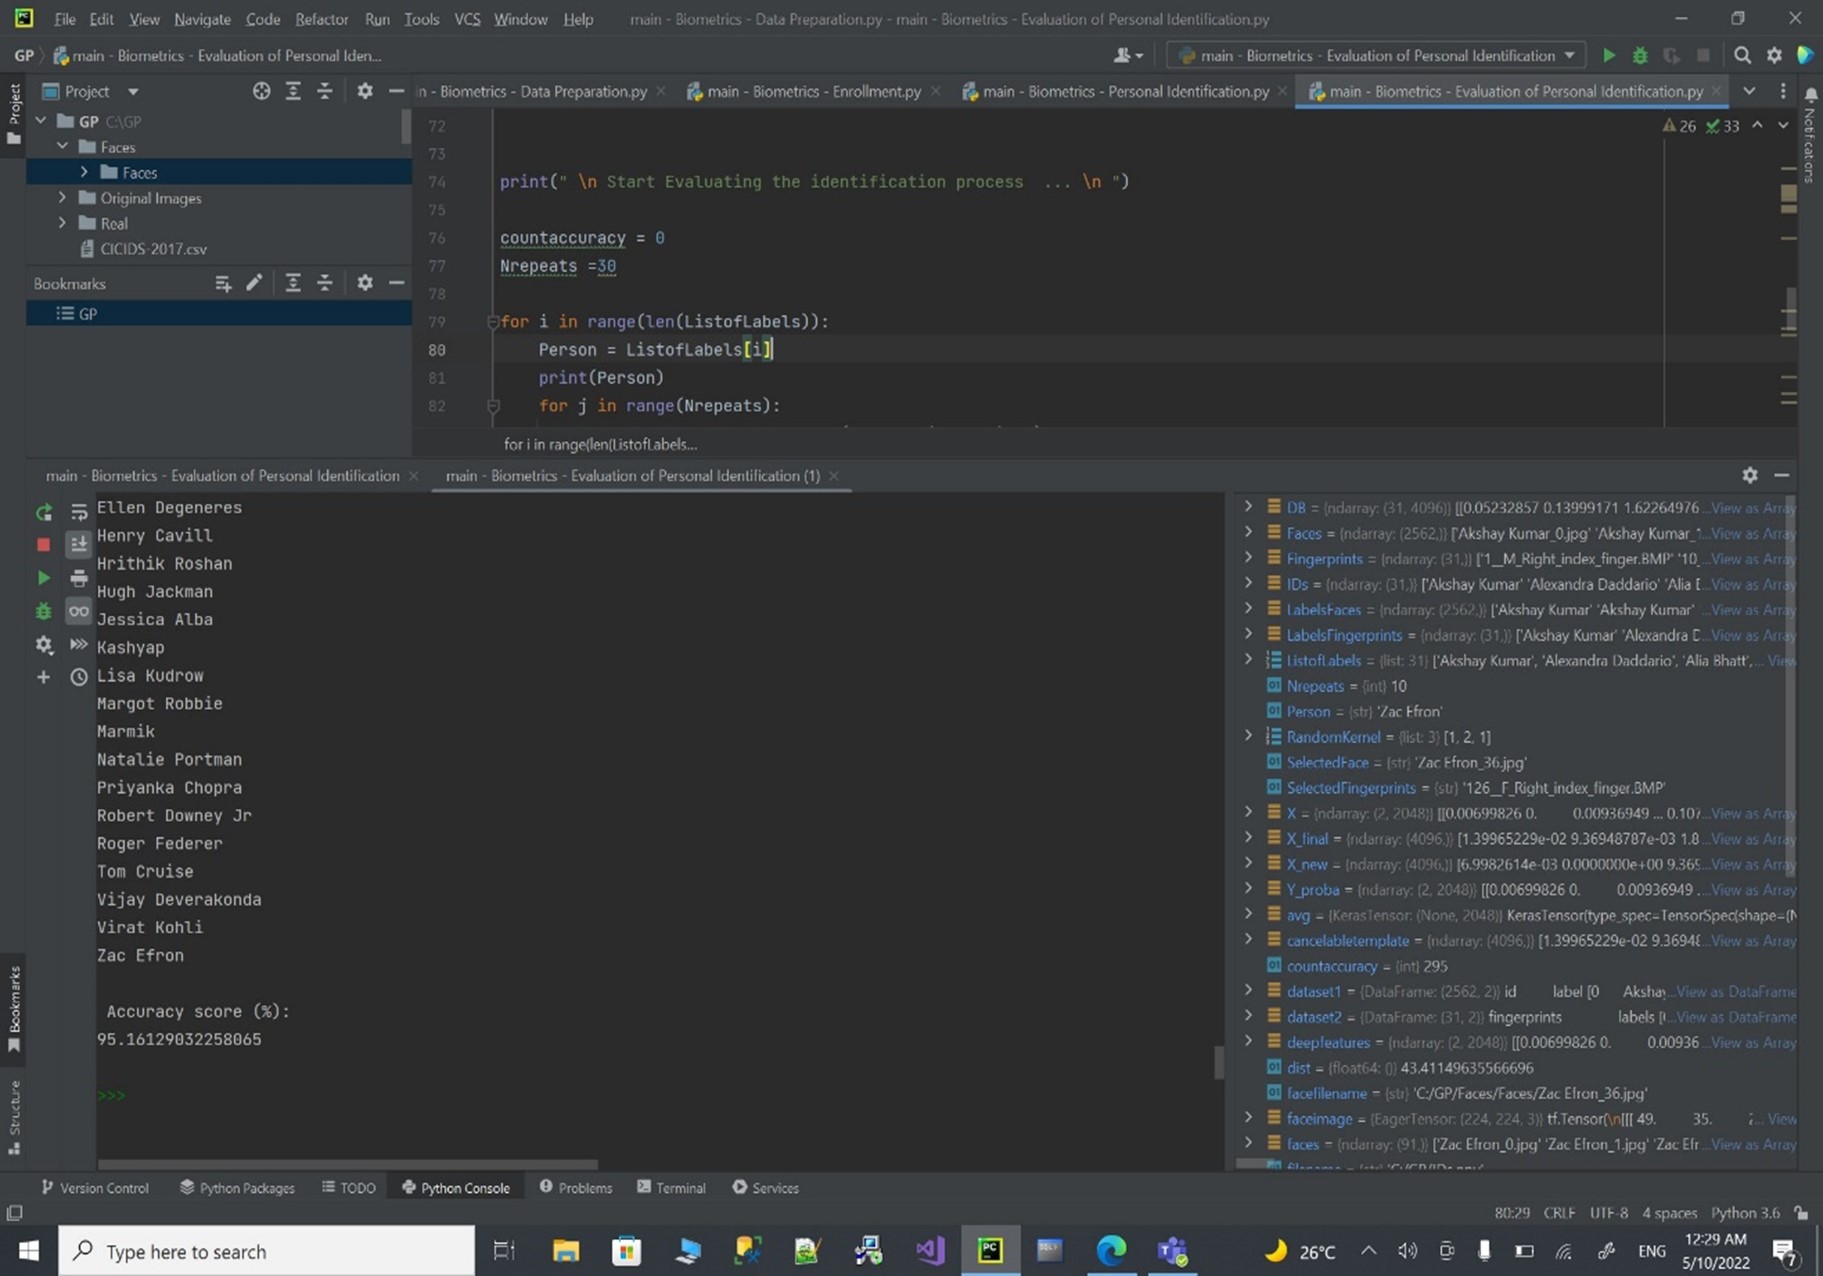 File Edit View Navigate Code Refactor Run Tools VCS Window Help main - Biometrics - Data Preparation.py - main - Biometrics - Evaluation of Personal Identification.py
GP main - Biometrics - Evaluation of Personal Iden...
main - Biometrics - Evaluation of Personal Identification
Project
Project
n - Biometrics - Data Preparation.py
main - Biometrics - Enrollment.py
main - Biometrics - Personal Identification.py
main - Biometrics - Evaluation of Personal Identification.py
Notifications
GP C:\GP
Faces
Faces
Original Images
Real
CICIDS-2017.csv
Bookmarks
GP
26 33
72
73
74 print(" \n Start Evaluating the identification process ... \n ")
75
76 countaccuracy = 0
77 Nrepeats =30
78
79 for i in range(len(ListofLabels)):
80 Person = ListofLabels[i]
81 print(Person)
82 for j in range(Nrepeats):
for i in range(len(ListofLabels...
main - Biometrics - Evaluation of Personal Identification
main - Biometrics - Evaluation of Personal Identification (1)
Ellen Degeneres
Henry Cavill
Hrithik Roshan
Hugh Jackman
Jessica Alba
Kashyap
Lisa Kudrow
Margot Robbie
Marmik
Natalie Portman
Priyanka Chopra
Robert Downey Jr
Roger Federer
Tom Cruise
Vijay Deverakonda
Virat Kohli
Zac Efron
Accuracy score (%):
95.16129032258065
>>>
DB = {ndarray: (31, 4096)} [[0.05232857 0.13999171 1.62264976 ...View as Array
Faces = {ndarray: (2562,)} ['Akshay Kumar_0.jpg' 'Akshay Kumar_1 ...View as Array
Fingerprints = {ndarray: (31,)} ['1__M_Right_index_finger.BMP' '10_ ...View as Array
IDs = {ndarray: (31,)} ['Akshay Kumar' 'Alexandra Daddario' 'Alia ...View as Array
LabelsFaces = {ndarray: (2562,)} ['Akshay Kumar' 'Akshay Kumar' ...View as Array
LabelsFingerprints = {ndarray: (31,)} ['Akshay Kumar' 'Alexandra ...View as Array
ListofLabels = {list: 31} ['Akshay Kumar', 'Alexandra Daddario', 'Alia Bhatt', ... View
Nrepeats = {int} 10
Person = {str} 'Zac Efron'
RandomKernel = {list: 3} [1, 2, 1]
SelectedFace = {str} 'Zac Efron_36.jpg'
SelectedFingerprints = {str} '126__F_Right_index_finger.BMP'
X = {ndarray: (2, 2048)} [[0.00699826 0. 0.00936949 ... 0.107 ...View as Array
X_final = {ndarray: (4096,)} [1.39965229e-02 9.36948787e-03 1.8 ...View as Array
X_new = {ndarray: (4096,)} [6.9982614e-03 0.0000000e+00 9.369 ...View as Array
Y_proba = {ndarray: (2, 2048)} [[0.00699826 0. 0.00936949 ...View as Array
avg = {KerasTensor: (None, 2048)} KerasTensor(type_spec=TensorSpec(shape=(N
cancelabletemplate = {ndarray: (4096,)} [1.39965229e-02 9.36948 ...View as Array
countaccuracy = {int} 295
dataset1 = {DataFrame: (2562, 2)} id label [0 Akshay ...View as DataFrame
dataset2 = {DataFrame: (31, 2)} fingerprints labels [ ...View as DataFrame
deepfeatures = {ndarray: (2, 2048)} [[0.00699826 0. 0.00936 ...View as Array
dist = {float64: ()} 43.41149635566696
facefilename = {str} 'C:/GP/Faces/Faces/Zac Efron_36.jpg'
faceimage = {EagerTensor: (224, 224, 3)} tf.Tensor(\n[[[ 49. 35. ... View
faces = {ndarray: (91,)} ['Zac Efron_0.jpg' 'Zac Efron_1.jpg' 'Zac Efr ...View as Array
Bookmarks
Structure
Version Control Python Packages TODO Python Console Problems Terminal Services
80:29 CRLF UTF-8 4 spaces Python 3.6
Type here to search
26°C
ENG
12:29 AM
5/10/2022
7